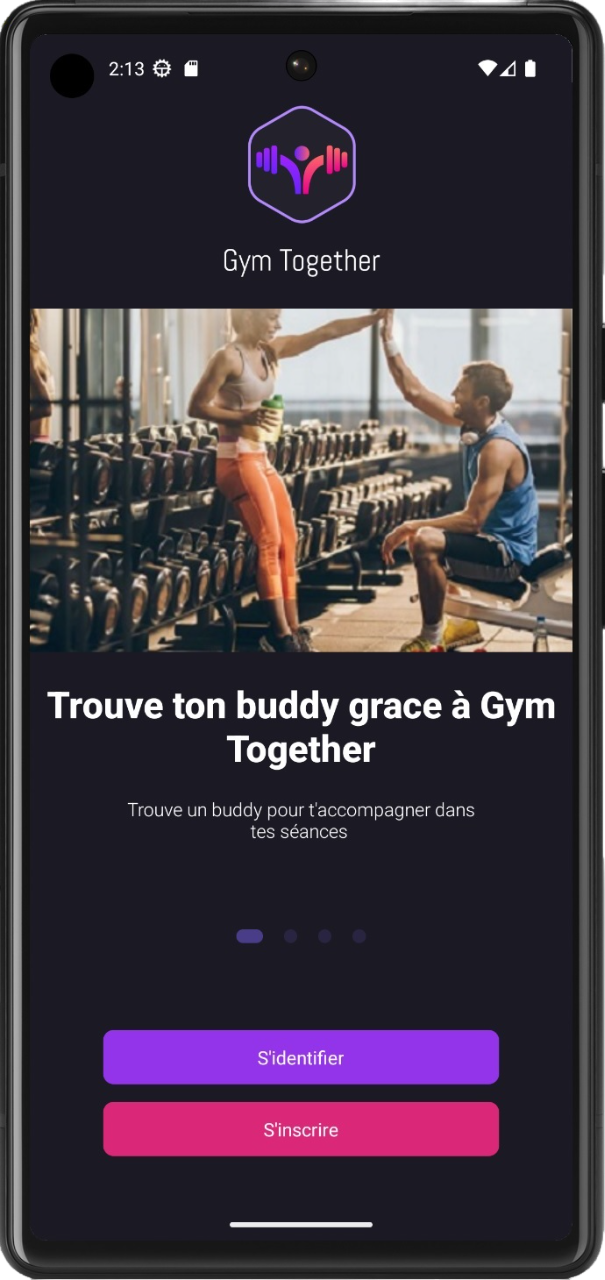 2:13
Gym Together
Trouve ton buddy grace à Gym
Together
Trouve un buddy pour t'accompagner dans
tes séances
S'identifier
S'inscrire